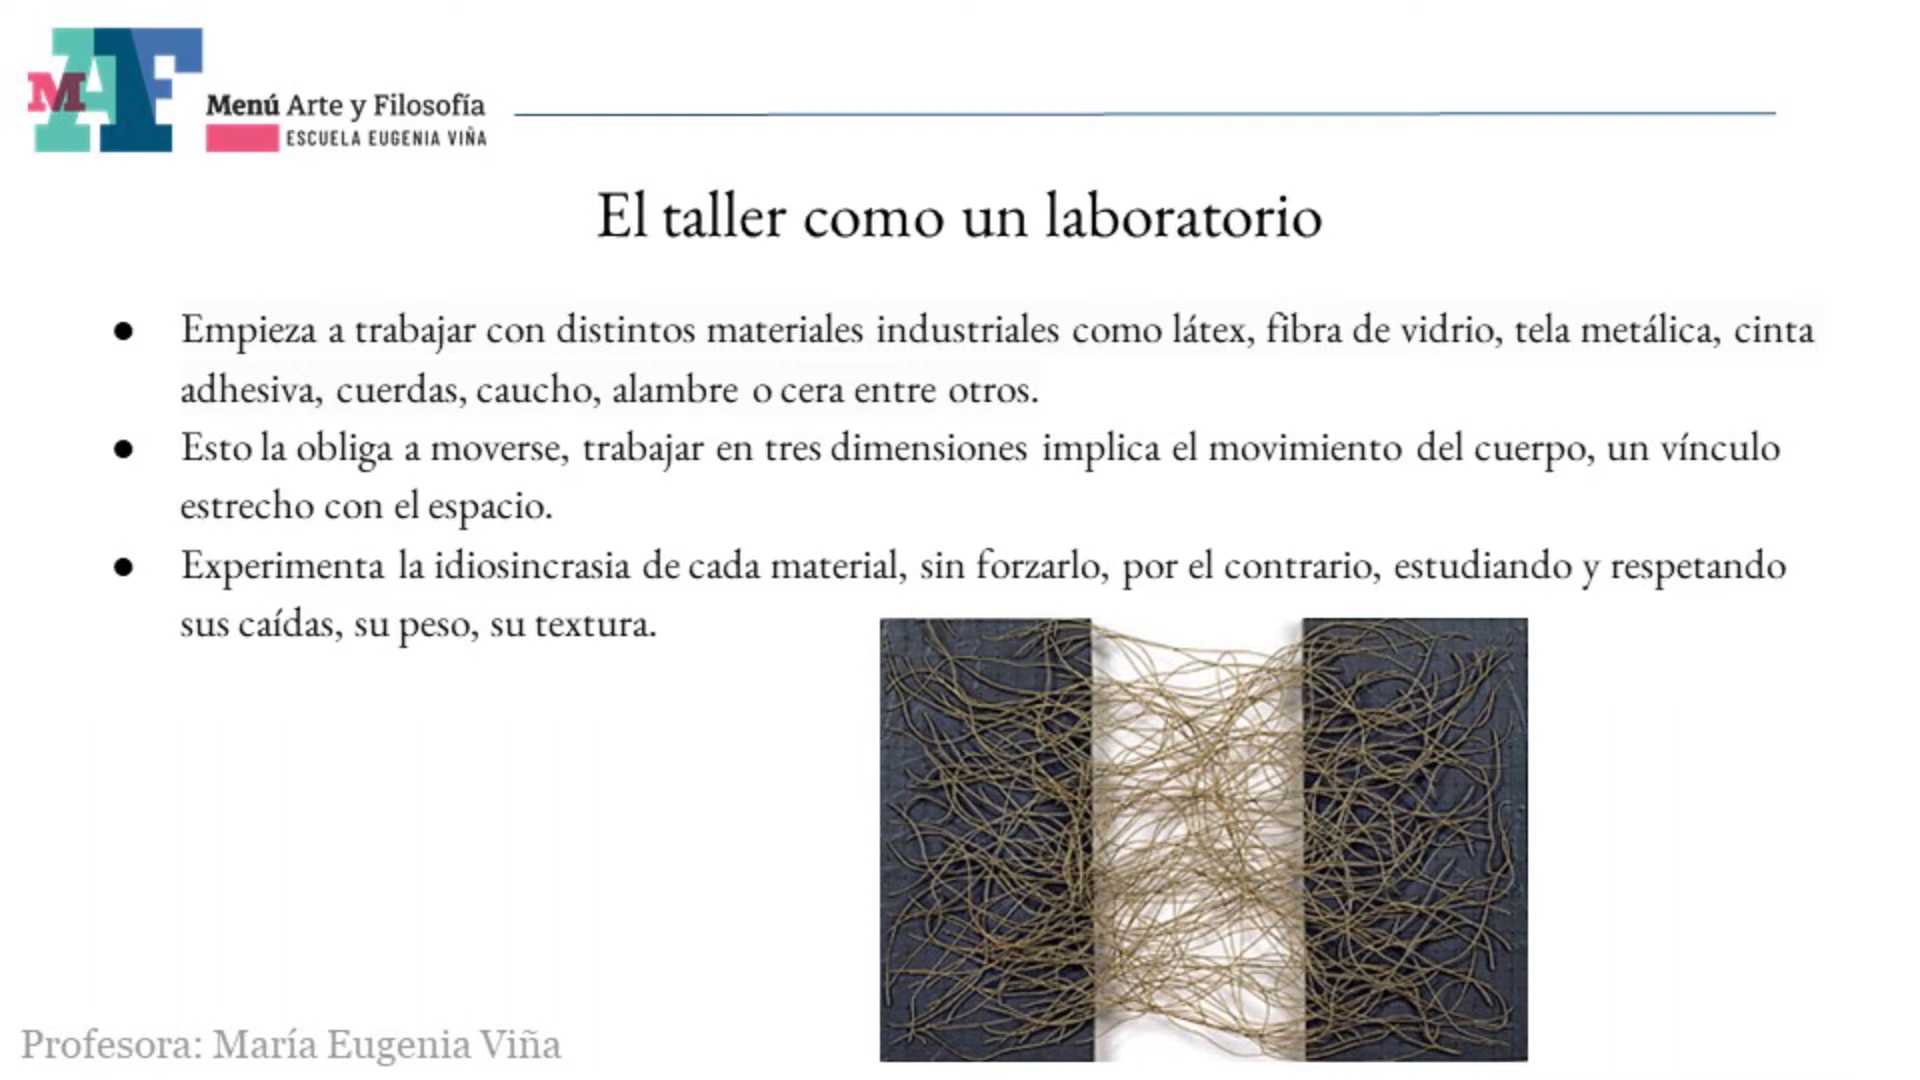 MAF
Menú Arte y Filosofía
ESCUELA EUGENIA VIÑA
El taller como un laboratorio
● Empieza a trabajar con distintos materiales industriales como látex, fibra de vidrio, tela metálica, cinta
adhesiva, cuerdas, caucho, alambre o cera entre otros.
● Esto la obliga a moverse, trabajar en tres dimensiones implica el movimiento del cuerpo, un vínculo
estrecho con el espacio.
● Experimenta la idiosincrasia de cada material, sin forzarlo, por el contrario, estudiando y respetando
sus caídas, su peso, su textura.
Profesora: María Eugenia Viña